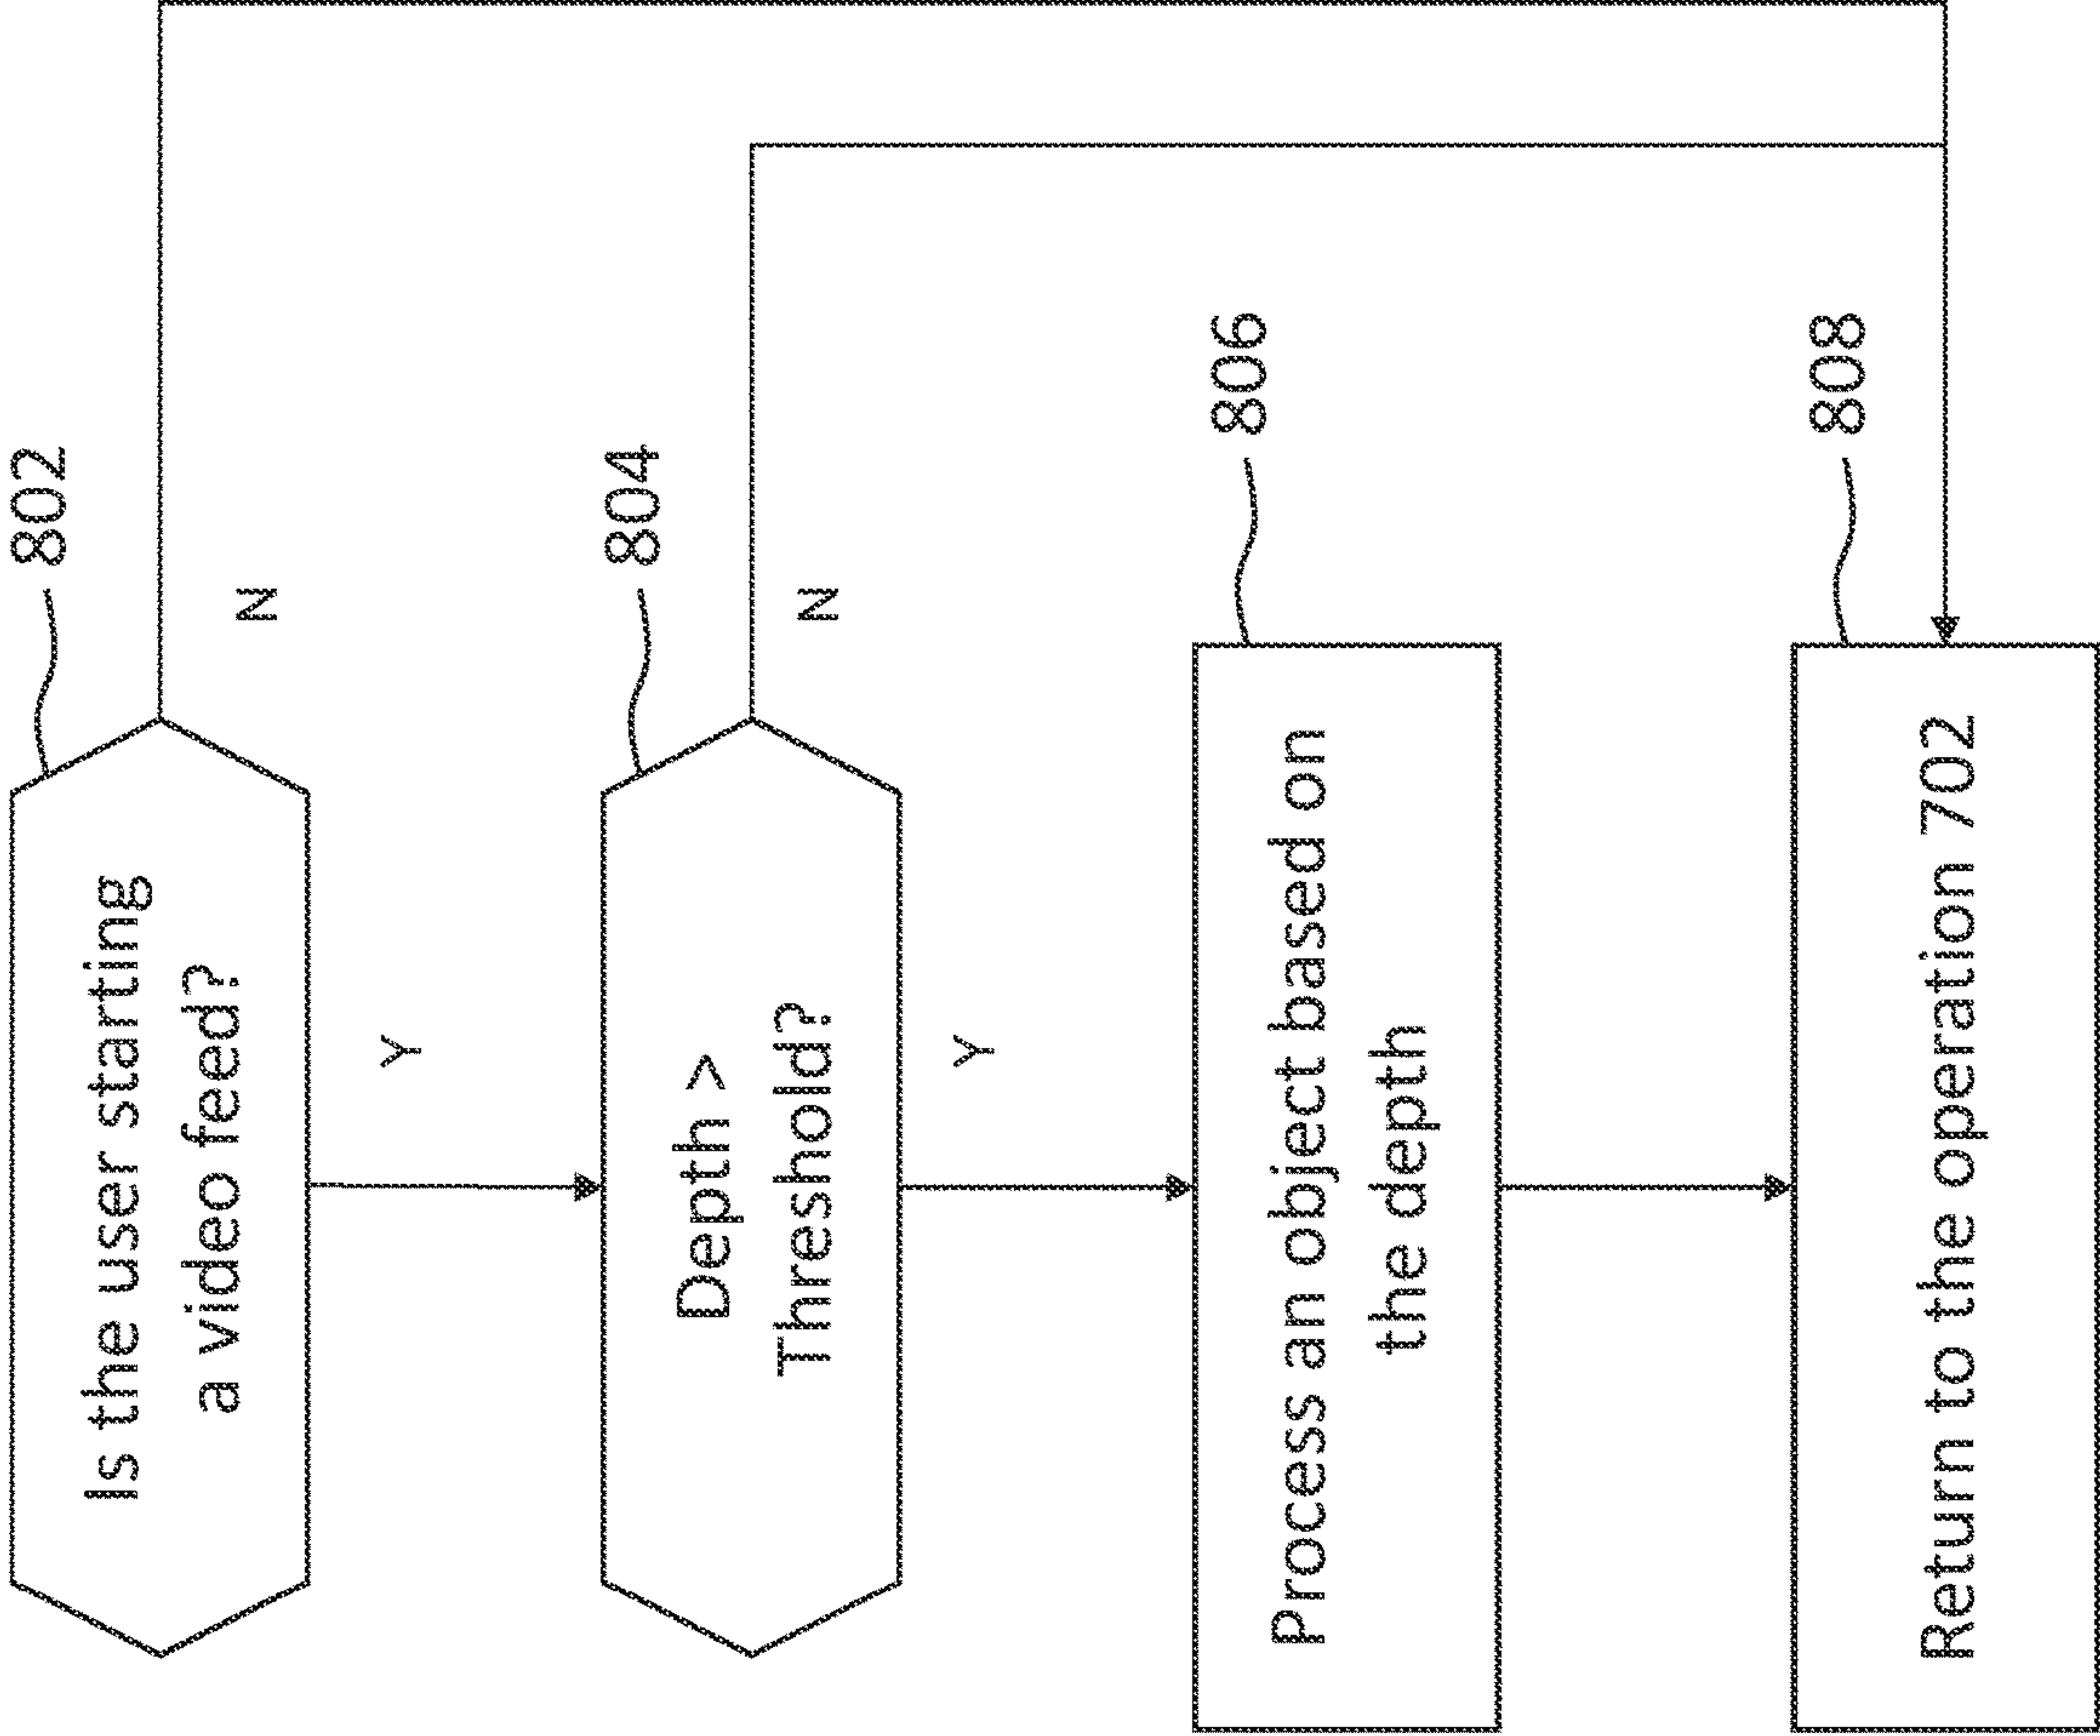 802
Is the user starting
a video feed?
N
Y
804
Depth >
Threshold?
N
Y
806
Process an object based on
the depth
808
Return to the operation 702